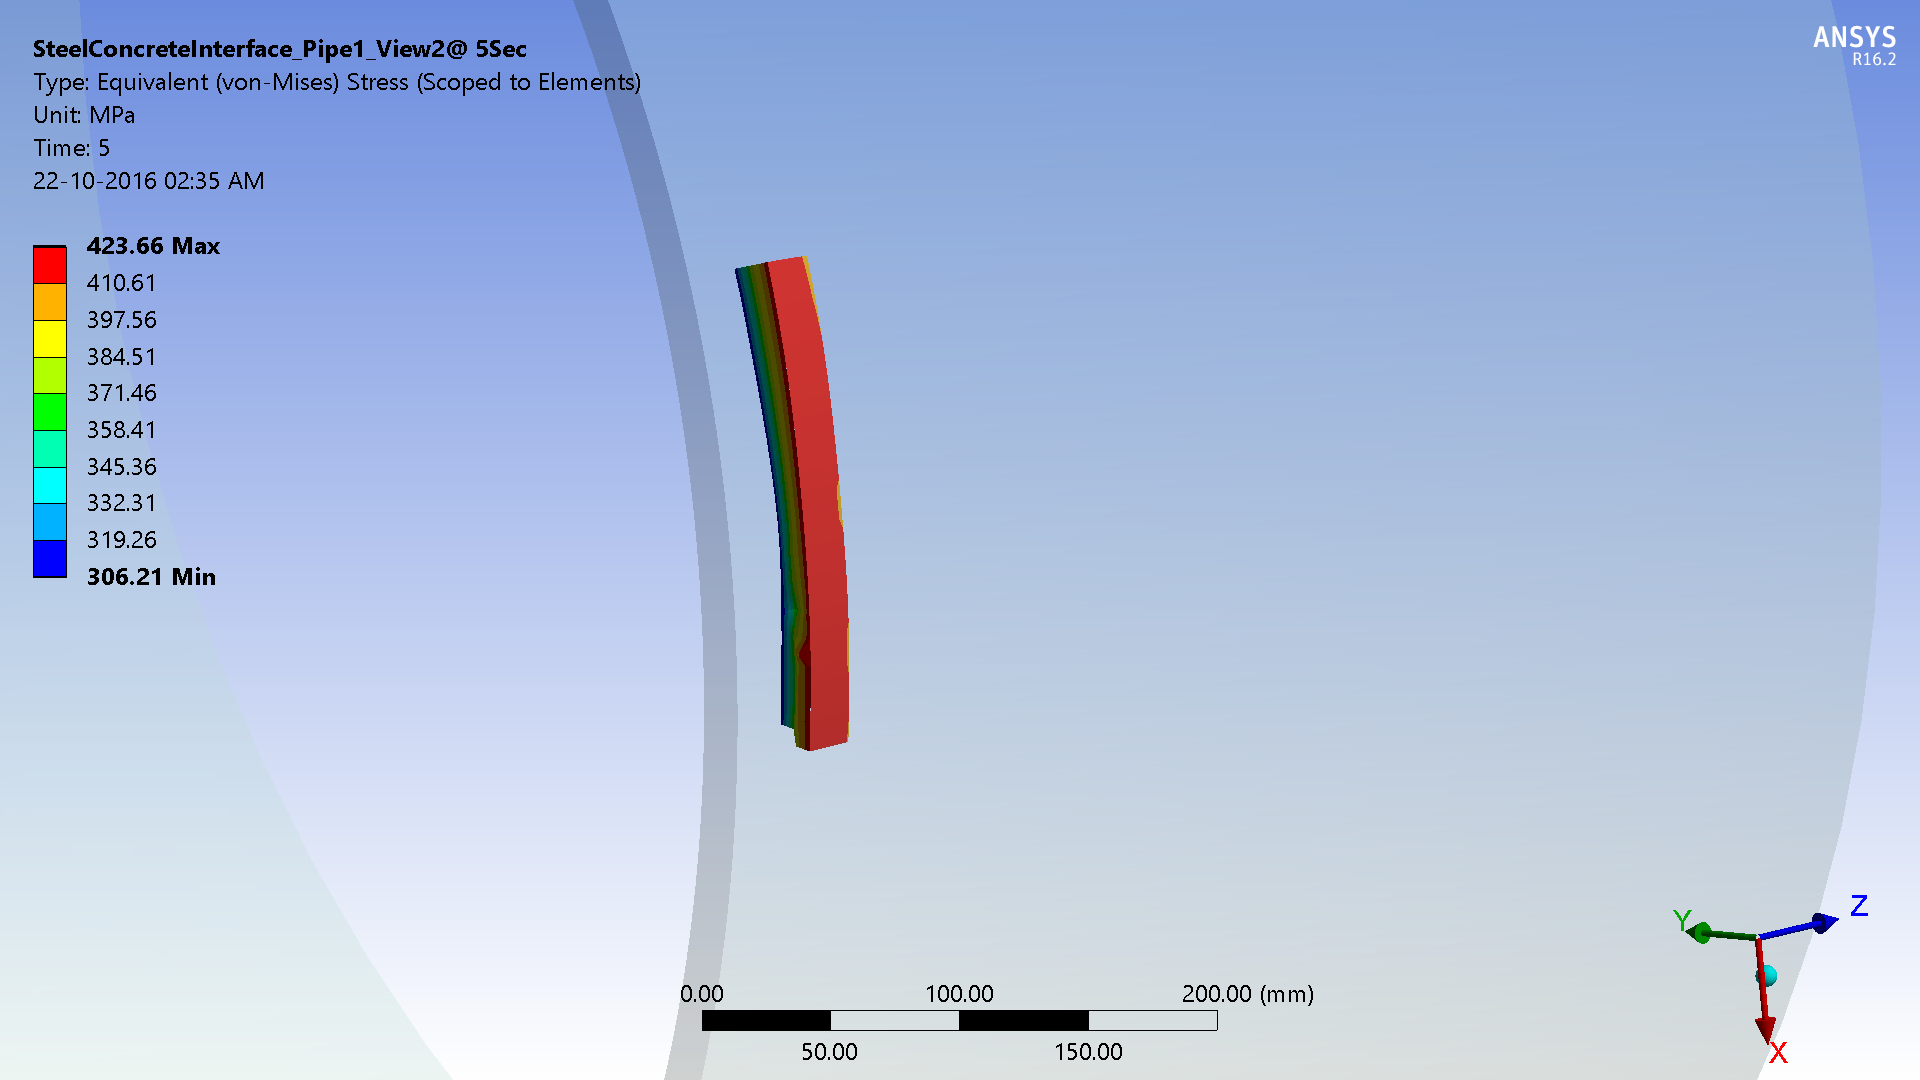 SteelConcreteInterface_Pipe1_View2@ 5Sec
Type: Equivalent (von-Mises) Stress (Scoped to Elements)
Unit: MPa
Time: 5
22-10-2016 02:35 AM
ANSYS
R16.2
423.66 Max
410.61
397.56
384.51
371.46
358.41
345.36
332.31
319.26
306.21 Min
Y
Z
X
0.00 100.00 200.00 (mm)
50.00 150.00